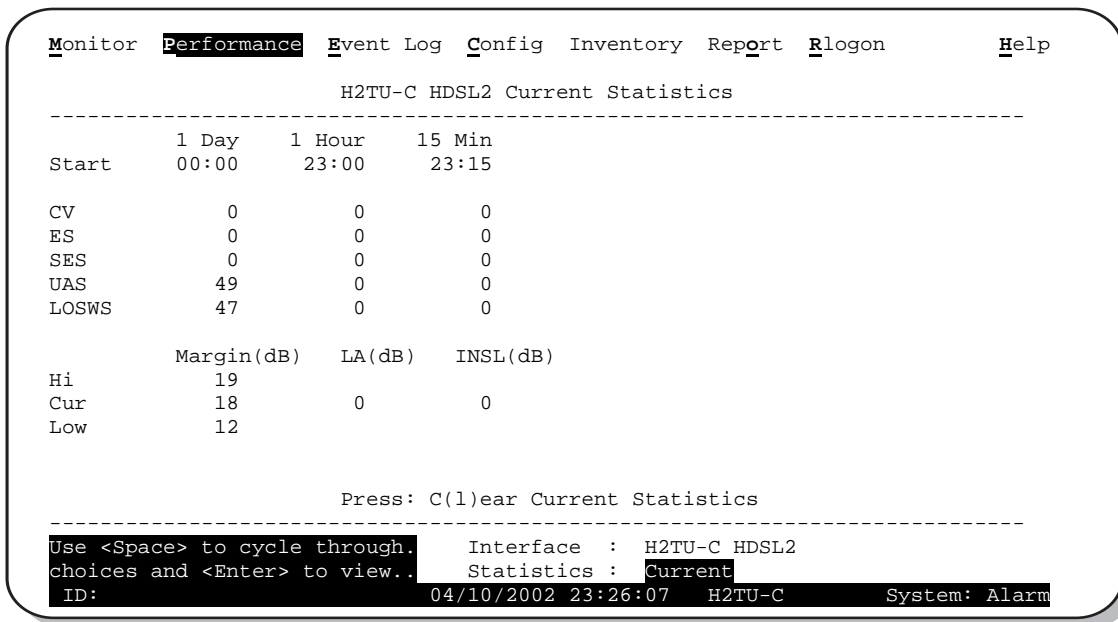 Monitor Performance Event Log Config Inventory Report Rlogon Help
H2TU-C HDSL2 Current Statistics
--------------------------------------------------------------------------------
1 Day 1 Hour 15 Min
Start 00:00 23:00 23:15
CV 0 0 0
ES 0 0 0
SES 0 0 0
UAS 49 0 0
LOSWS 47 0 0
Margin(dB) LA(dB) INSL(dB)
Hi 19
Cur 18 0 0
Low 12
Press: C(l)ear Current Statistics
--------------------------------------------------------------------------------
Use <Space> to cycle through. Interface : H2TU-C HDSL2
choices and <Enter> to view.. Statistics : Current
ID: 04/10/2002 23:26:07 H2TU-C System: Alarm